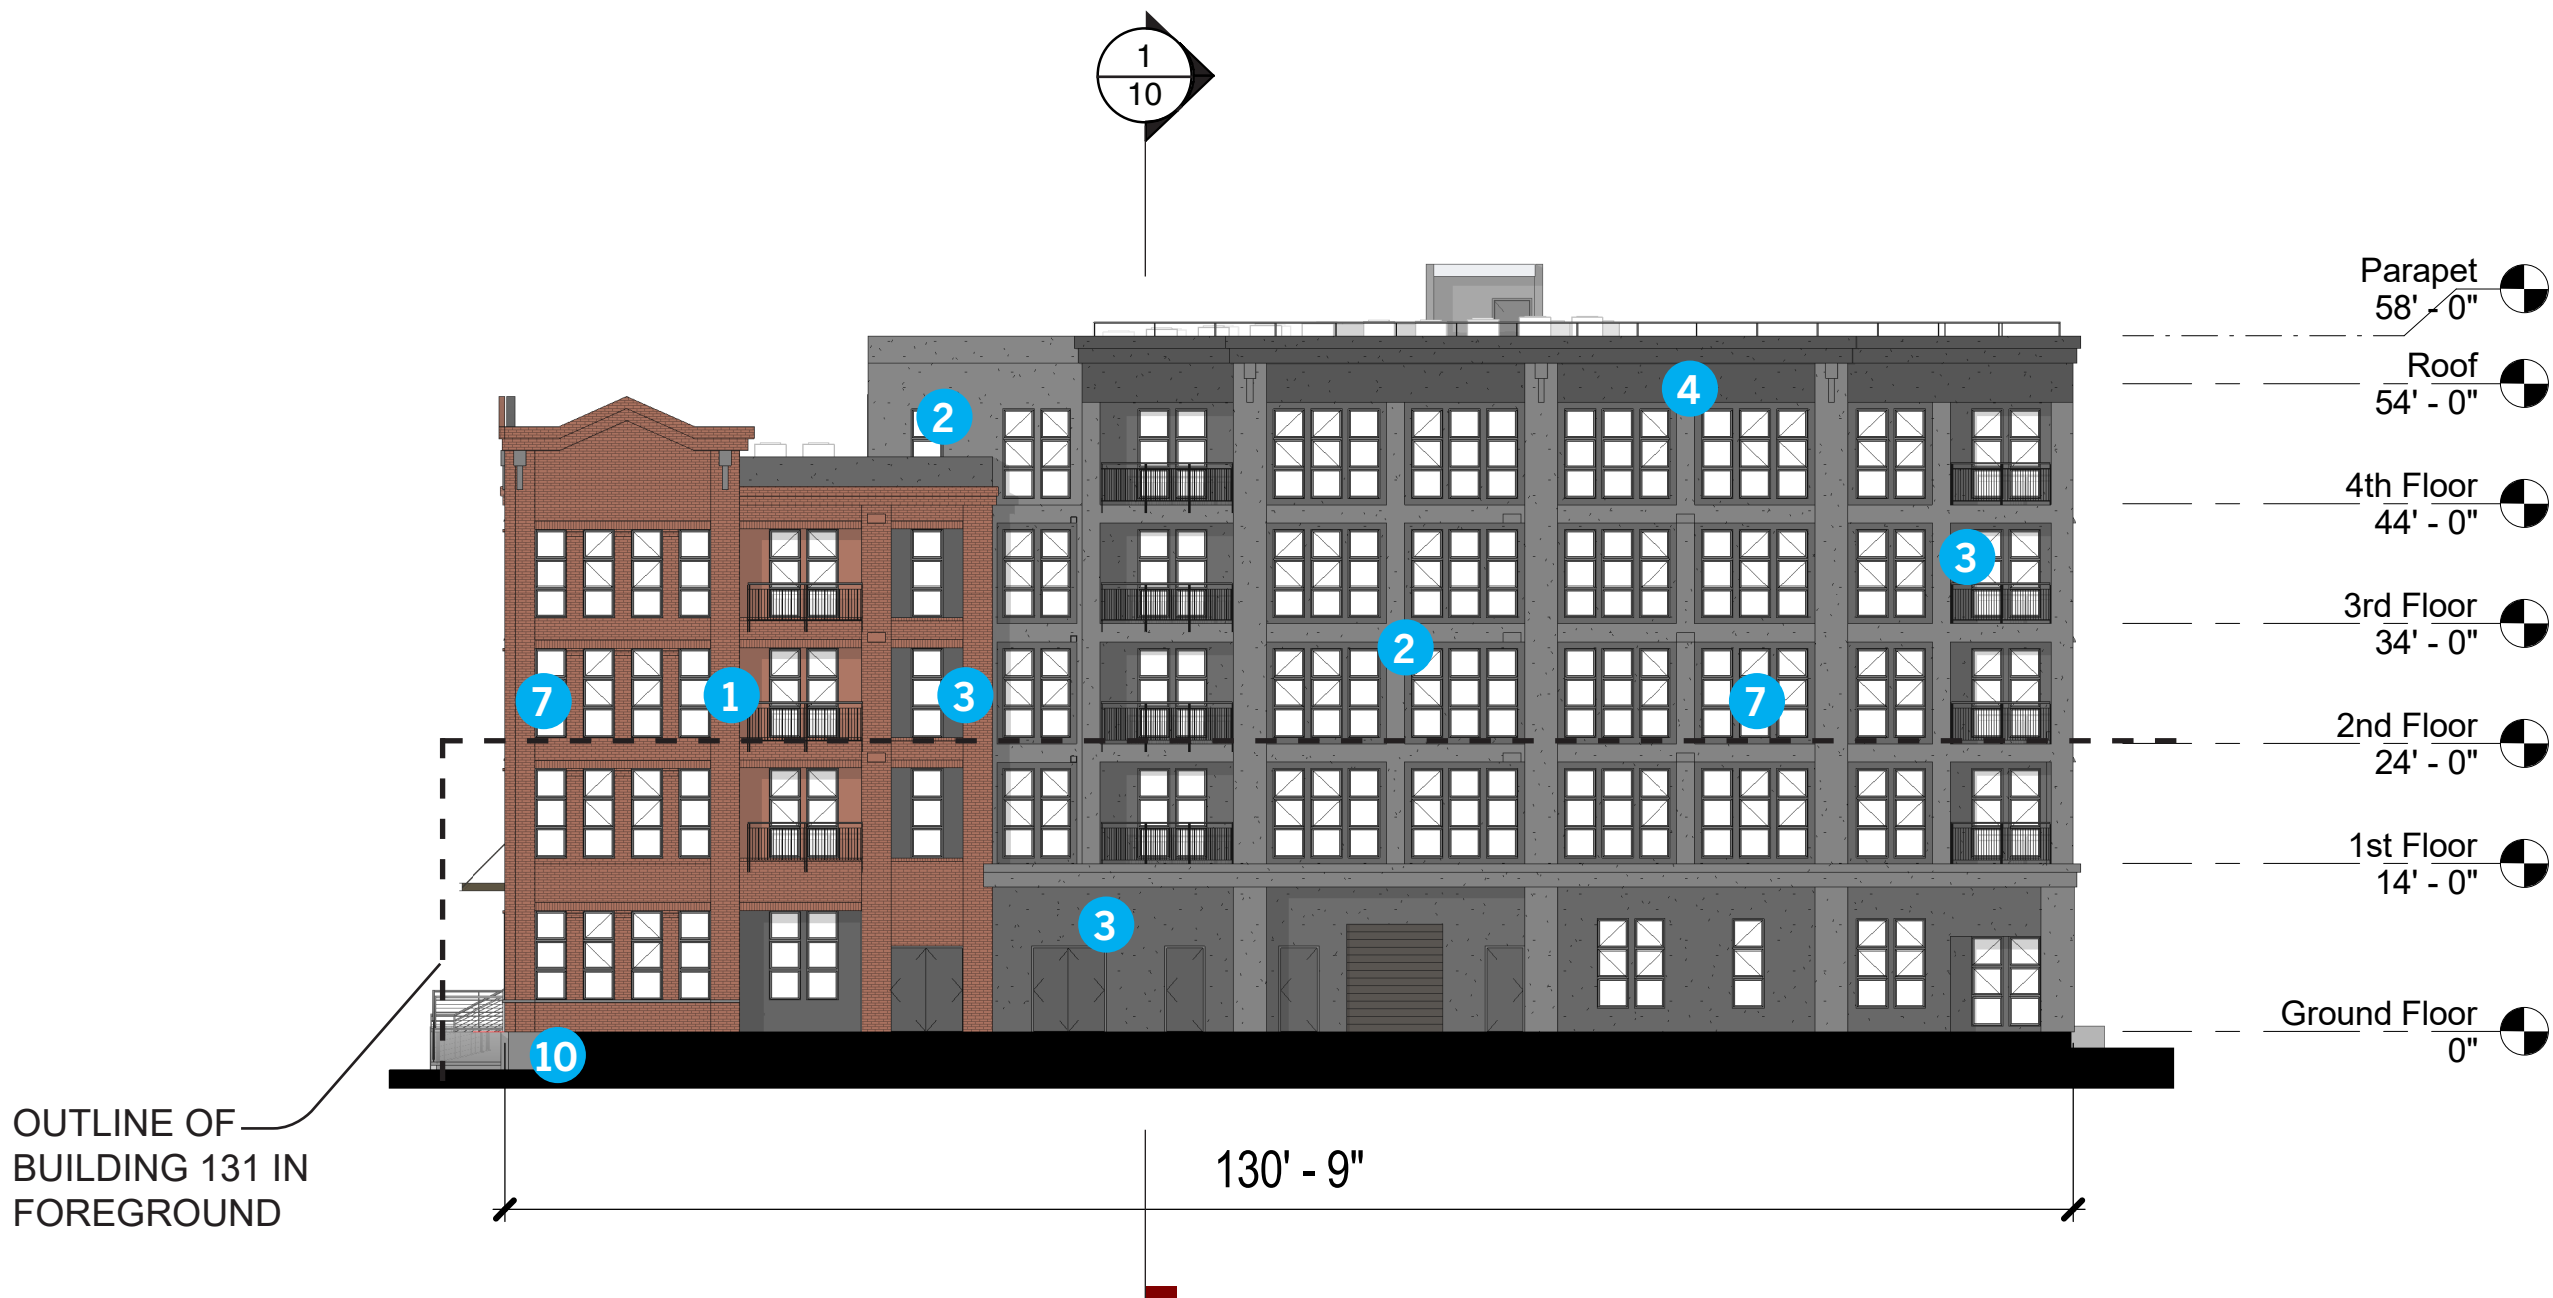 1
10
Parapet
58' - 0"
Roof
54' - 0"
2
4
4th Floor
44' - 0"
3
3rd Floor
34' - 0"
2
7
1
3
7
2nd Floor
24' - 0"
1st Floor
14' - 0"
3
Ground Floor
0"
10
OUTLINE OF
BUILDING 131 IN
FOREGROUND
130' - 9"